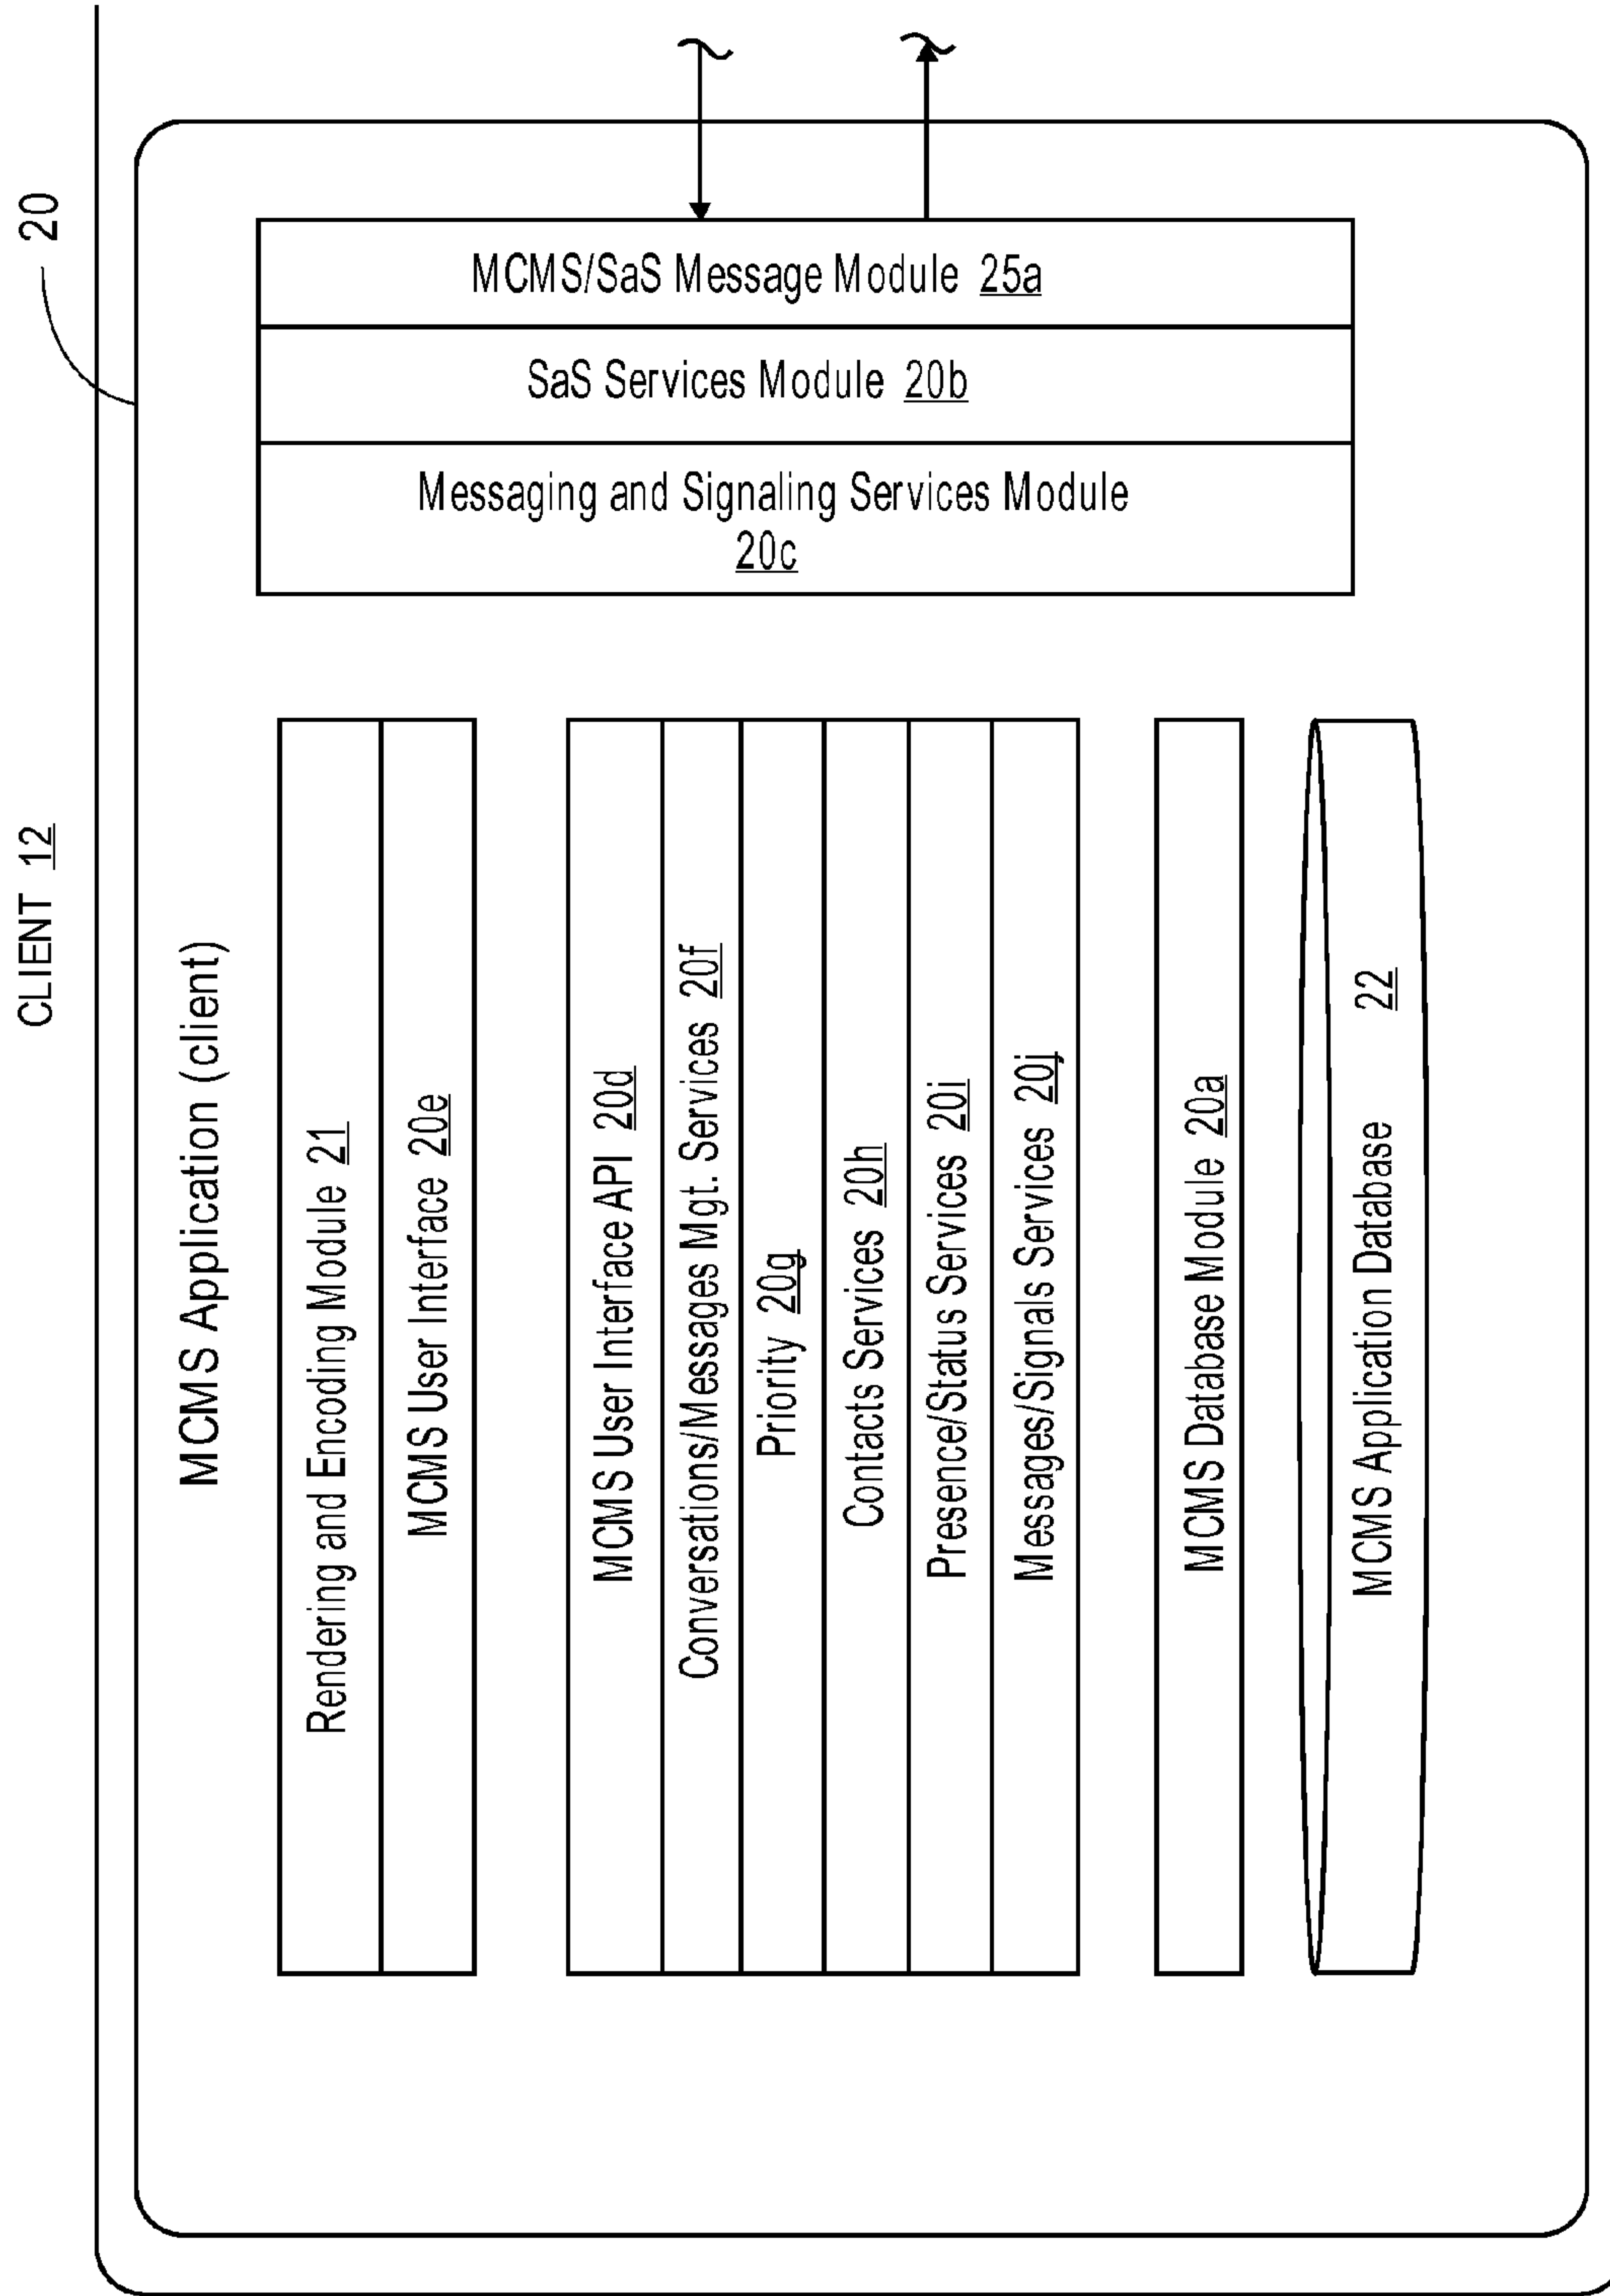 CLIENT 12
20
MCMS Application (client)
Rendering and Encoding Module 21
MCMS User Interface 20e
MCMS User Interface API 20d
Conversations/Messages Mgt. Services 20f
Priority 20g
Contacts Services 20h
Presence/Status Services 20i
Messages/Signals Services 20j
MCMS Database Module 20a
MCMS Application Database 22
MCMS/SaS Message Module 25a
SaS Services Module 20b
Messaging and Signaling Services Module
20c